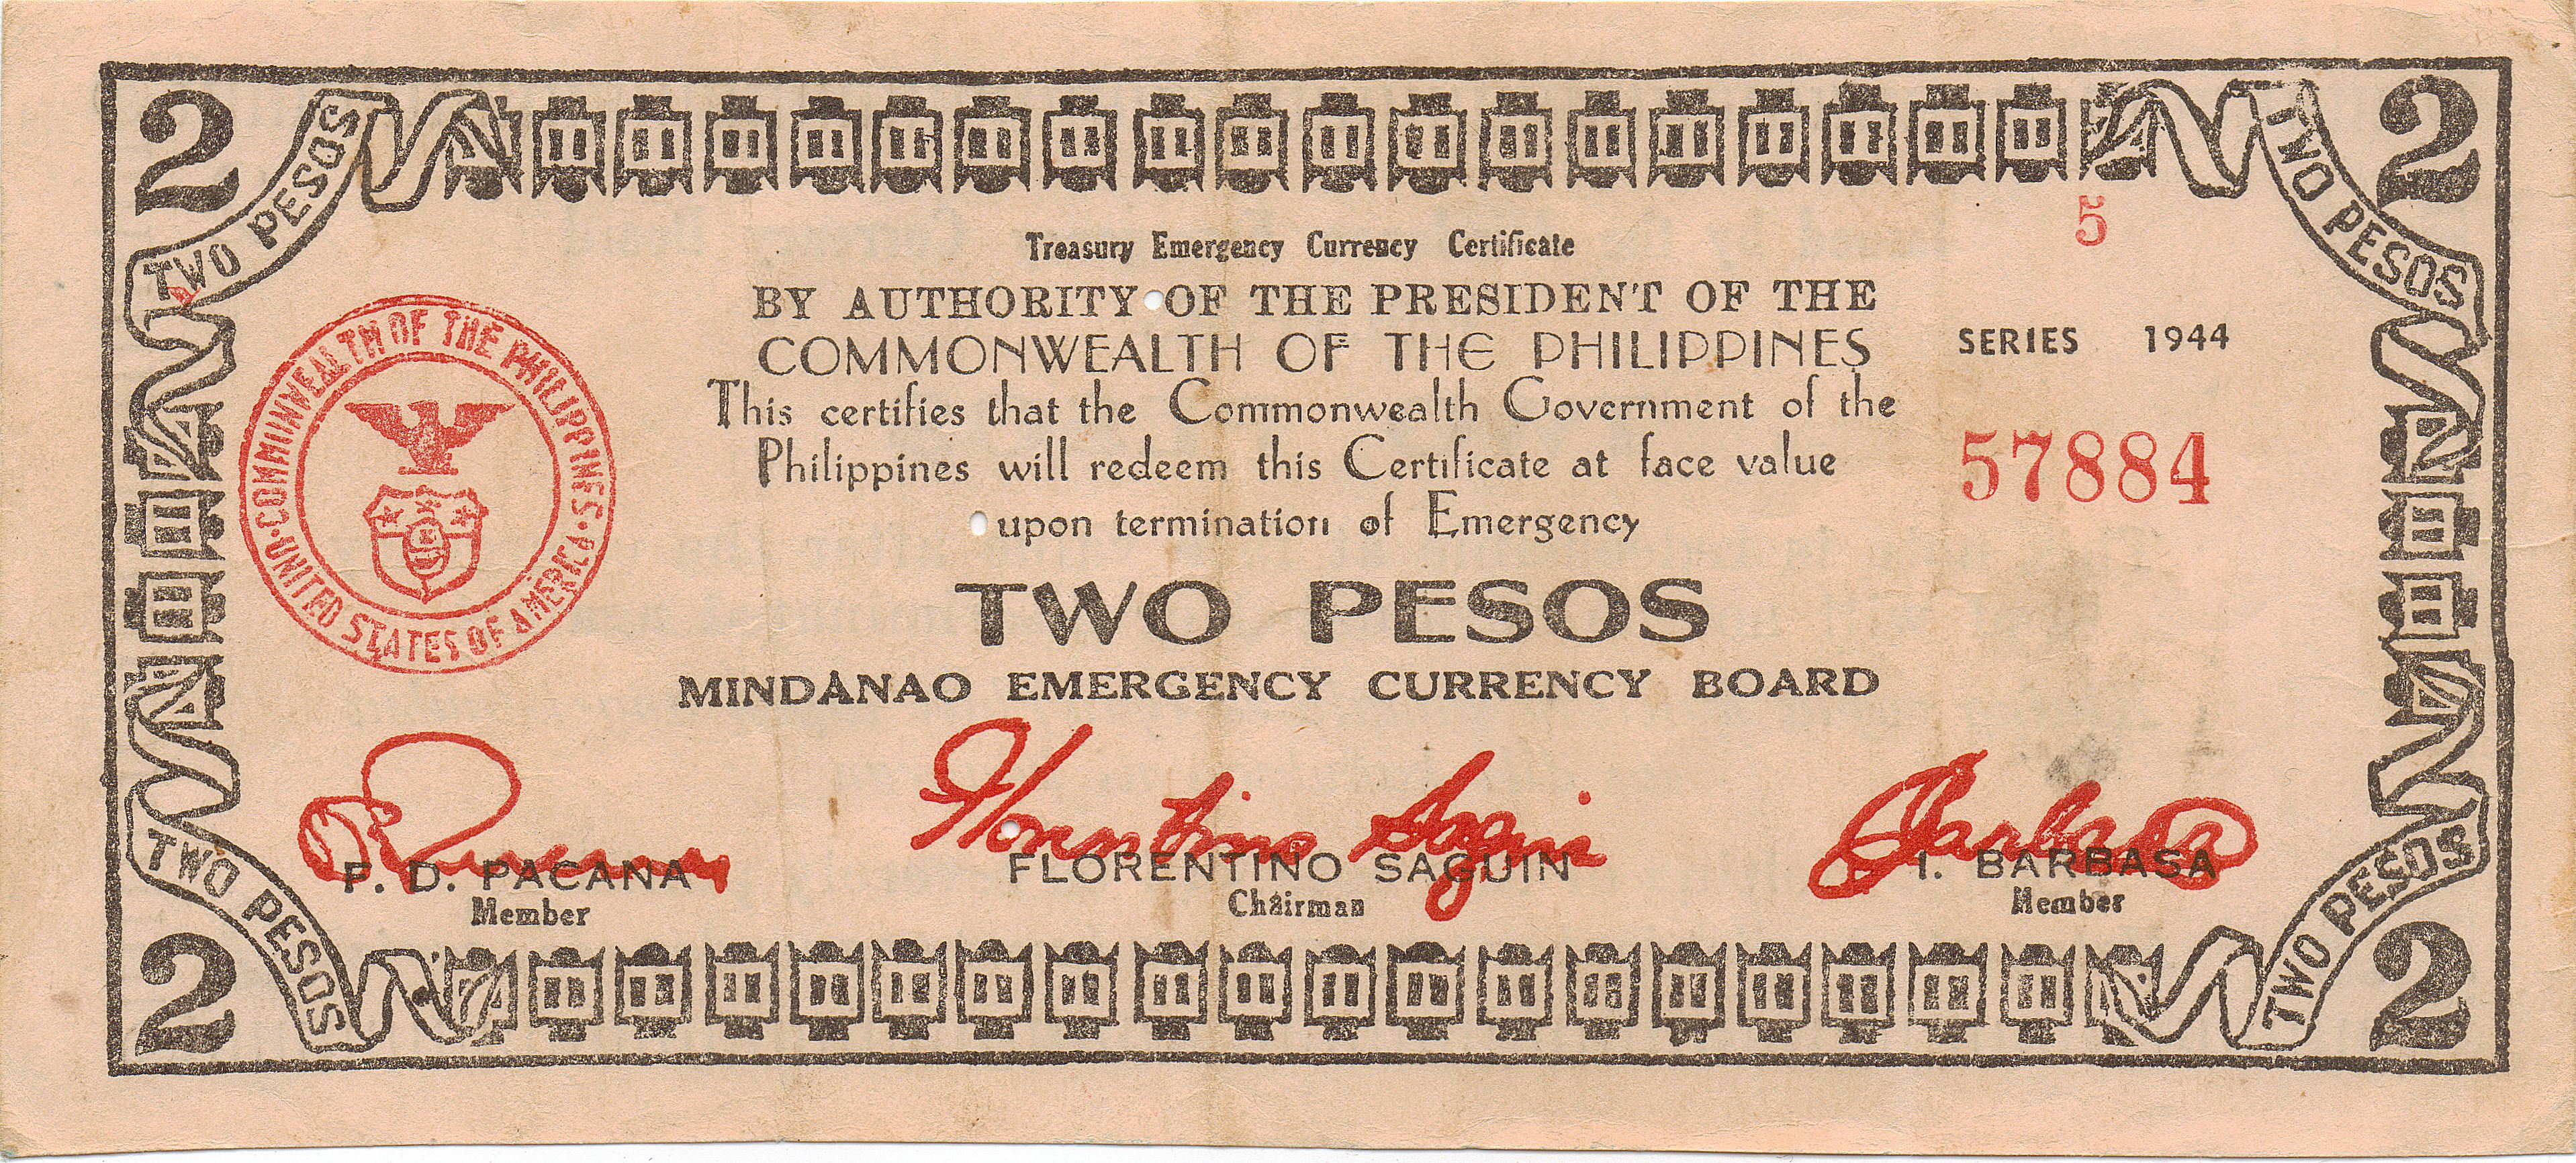 2 TWO PESOS TWO PESOS 2
5
Treasury Emergency Currency Certificate
BY AUTHORITY OF THE PRESIDENT OF THE
COMMONWEALTH OF THE PHILIPPINES
SERIES 1944
This certifies that the Commonwealth Government of the
Philippines will redeem this Certificate at face value
57884
upon termination of Emergency
COMMONWEALTH OF THE PHILIPPINES
UNITED STATES OF AMERICA
TWO PESOS
MINDANAO EMERGENCY CURRENCY BOARD
Florentino Saguin
Barbasa
F. D. PACANA
FLORENTINO SAGUIN
I. BARBASA
Member
Chairman
Member
2 TWO PESOS TWO PESOS 2